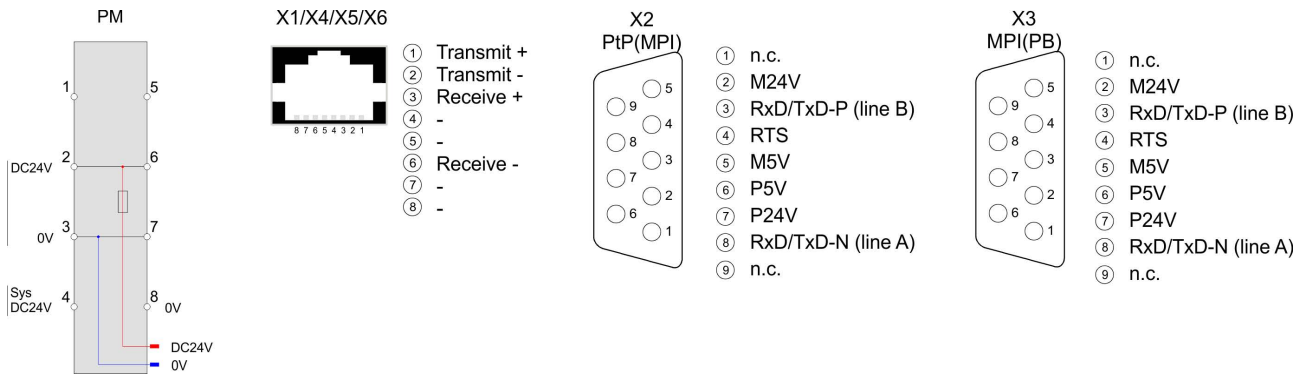 PM
1
5
2
6
DC24V
3
7
0V
Sys
DC24V
4
8
0V
DC24V
0V
X1/X4/X5/X6
8 7 6 5 4 3 2 1
1 Transmit +
2 Transmit -
3 Receive +
4 -
5 -
6 Receive -
7 -
8 -
X2
PtP(MPI)
5
9
4
8
3
7
2
6
1
1 n.c.
2 M24V
3 RxD/TxD-P (line B)
4 RTS
5 M5V
6 P5V
7 P24V
8 RxD/TxD-N (line A)
9 n.c.
X3
MPI(PB)
5
9
4
8
3
7
2
6
1
1 n.c.
2 M24V
3 RxD/TxD-P (line B)
4 RTS
5 M5V
6 P5V
7 P24V
8 RxD/TxD-N (line A)
9 n.c.